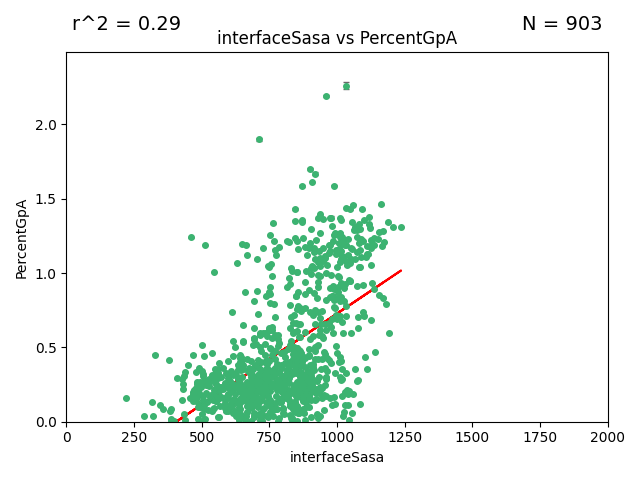 r^2 = 0.29
N = 903
interfaceSasa vs PercentGpA
PercentGpA
2.0
1.5
1.0
0.5
0.0
0 250 500 750 1000 1250 1500 1750 2000
interfaceSasa